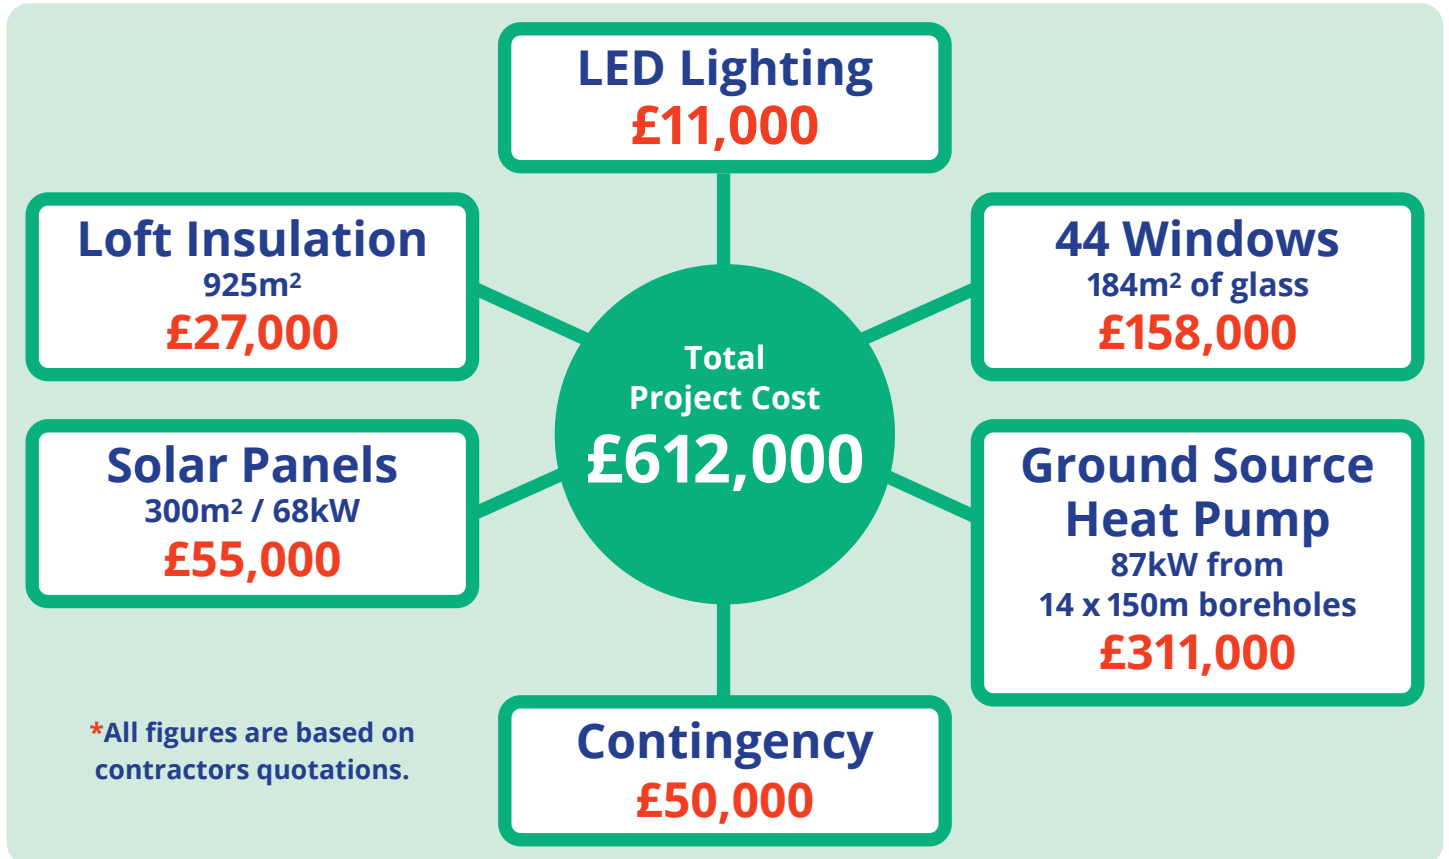 LED Lighting
£11,000
Loft Insulation
925m²
£27,000
44 Windows
184m² of glass
£158,000
Total
Project Cost
£612,000
Solar Panels
300m² / 68kW
£55,000
Ground Source
Heat Pump
87kW from
14 x 150m boreholes
£311,000
Contingency
£50,000
*All figures are based on
contractors quotations.